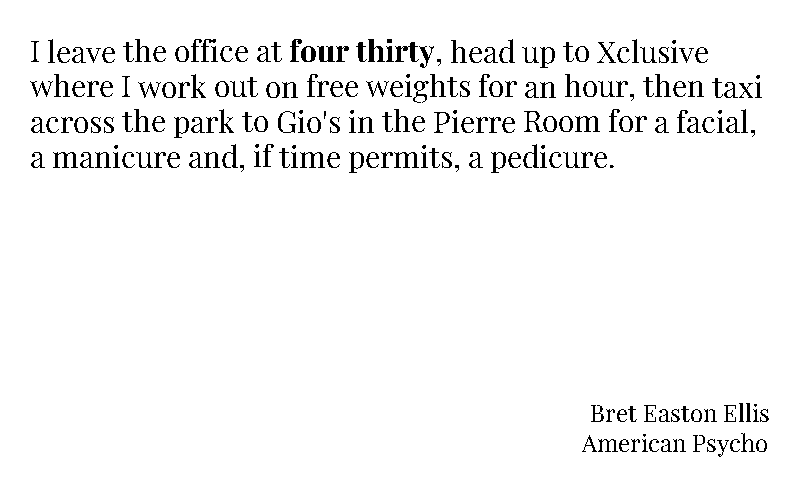 I leave the office at four thirty, head up to Xclusive
where I work out on free weights for an hour, then taxi
across the park to Gio's in the Pierre Room for a facial,
a manicure and, if time permits, a pedicure.
Bret Easton Ellis
American Psycho